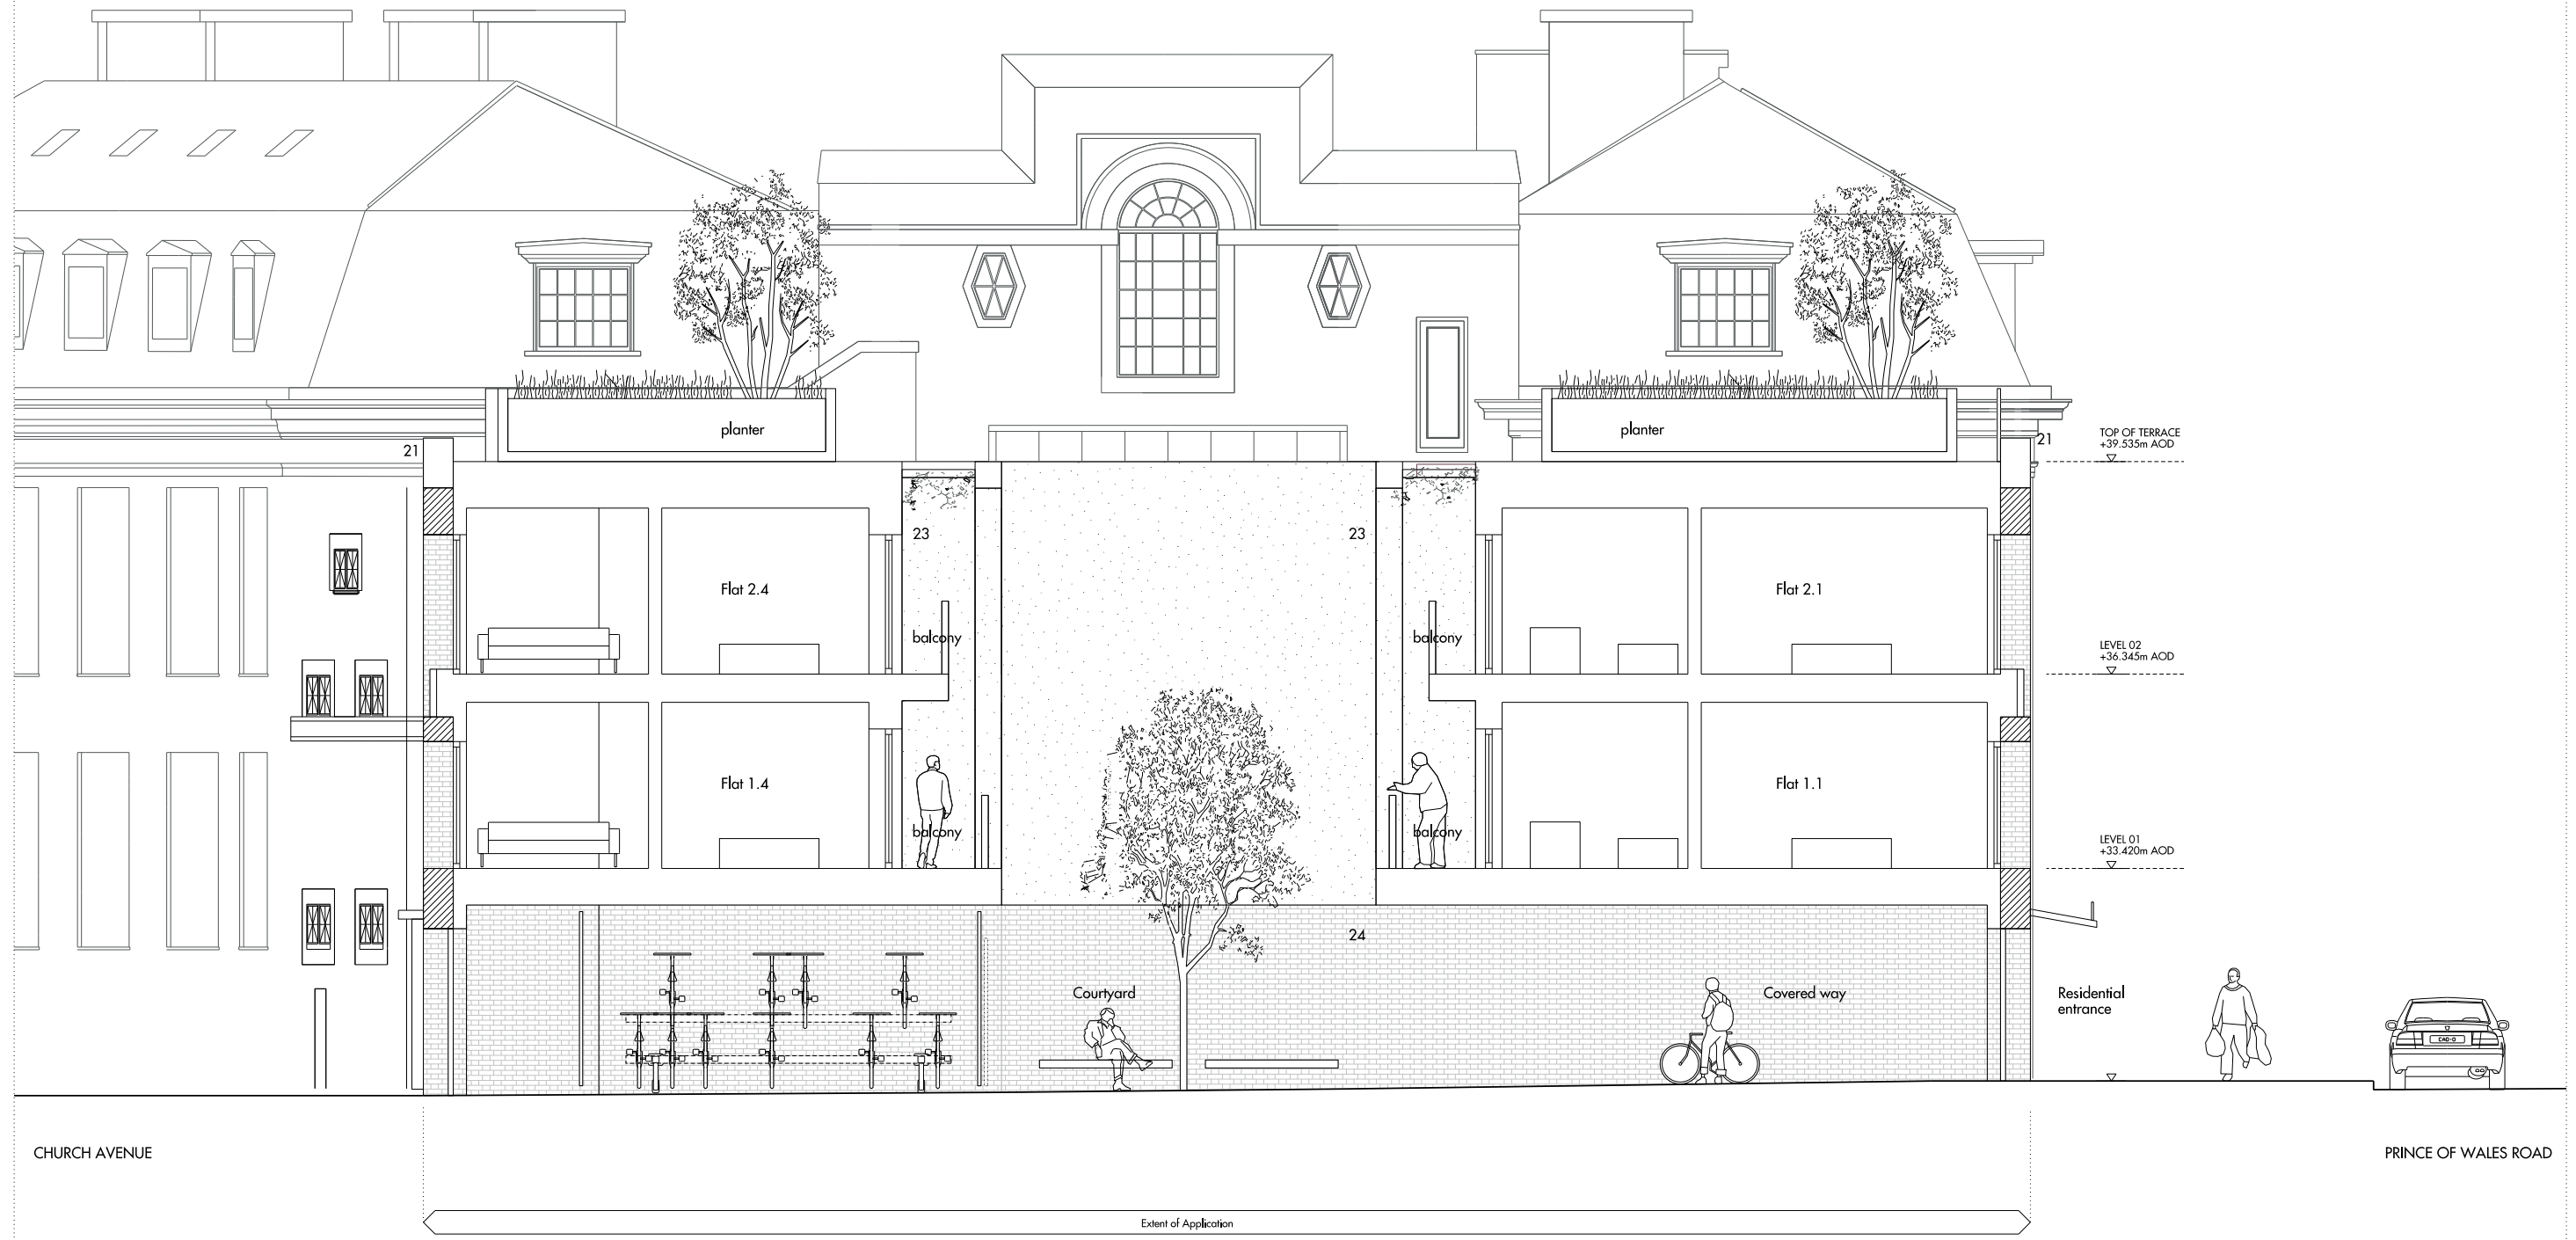 planter
planter
21
21
TOP OF TERRACE
+39.535m AOD
23
23
Flat 2.4
Flat 2.1
balcony
balcony
LEVEL 02
+36.345m AOD
Flat 1.4
Flat 1.1
balcony
balcony
LEVEL 01
+33.420m AOD
24
Courtyard
Covered way
Residential
entrance
CAD-O
CHURCH AVENUE
PRINCE OF WALES ROAD
Extent of Application